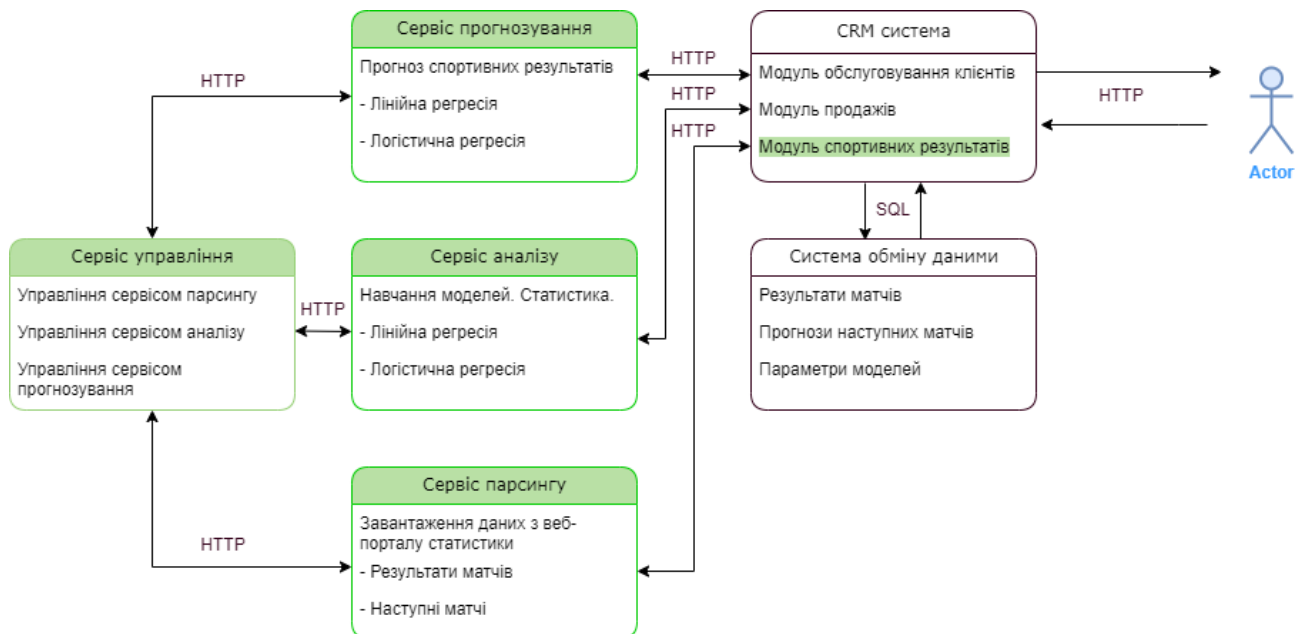 Сервіс прогнозування
Прогноз спортивних результатів
- Лінійна регресія
- Логістична регресія
CRM система
Модуль обслуговування клієнтів
Модуль продажів
Модуль спортивних результатів
HTTP
HTTP
HTTP
HTTP
HTTP
Actor
SQL
Сервіс управління
Управління сервісом парсингу
Управління сервісом аналізу
Управління сервісом
прогнозування
HTTP
Сервіс аналізу
Навчання моделей. Статистика.
- Лінійна регресія
- Логістична регресія
Система обміну даними
Результати матчів
Прогнози наступних матчів
Параметри моделей
HTTP
Сервіс парсингу
Завантаження даних з веб-
порталу статистики
- Результати матчів
- Наступні матчі